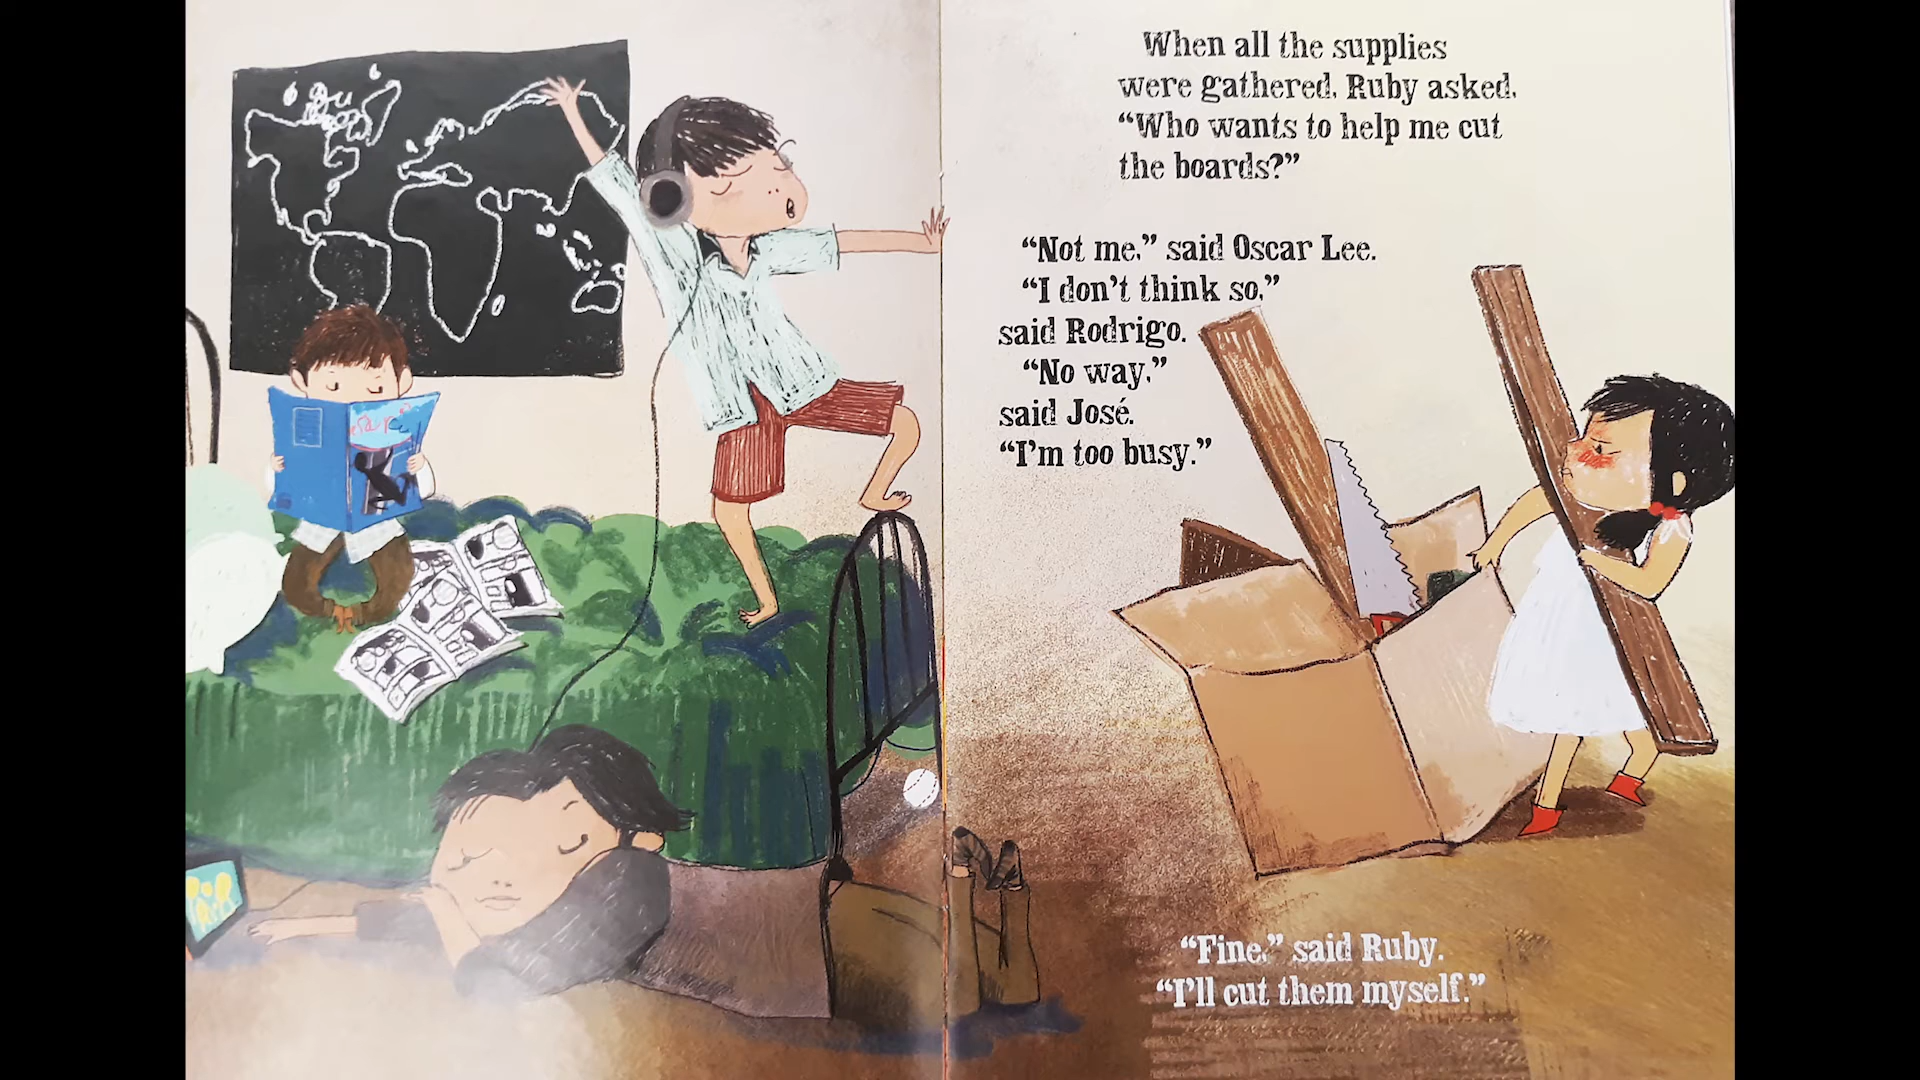 When all the supplies
were gathered, Ruby asked,
“Who wants to help me cut
the boards?”
“Not me,” said Oscar Lee.
“I don’t think so,”
said Rodrigo.
“No way,”
said José.
“I’m too busy.”
“Fine,” said Ruby.
“I’ll cut them myself.”